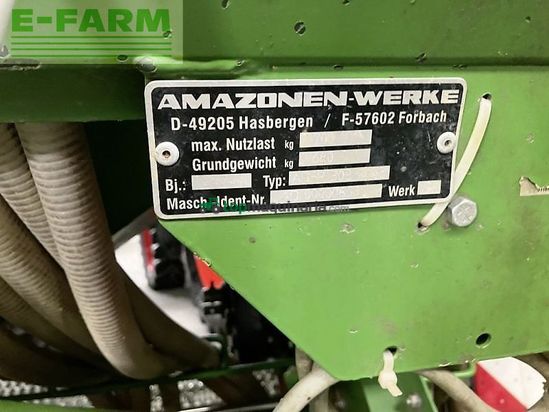 E-FARM
AMAZONEN-WERKE
D-49205 Hasbergen / F-57602 Forbach
max. Nutzlast kg
Grundgewicht kg
Bj.: Typ: Werk
Masch.-Ident-Nr.